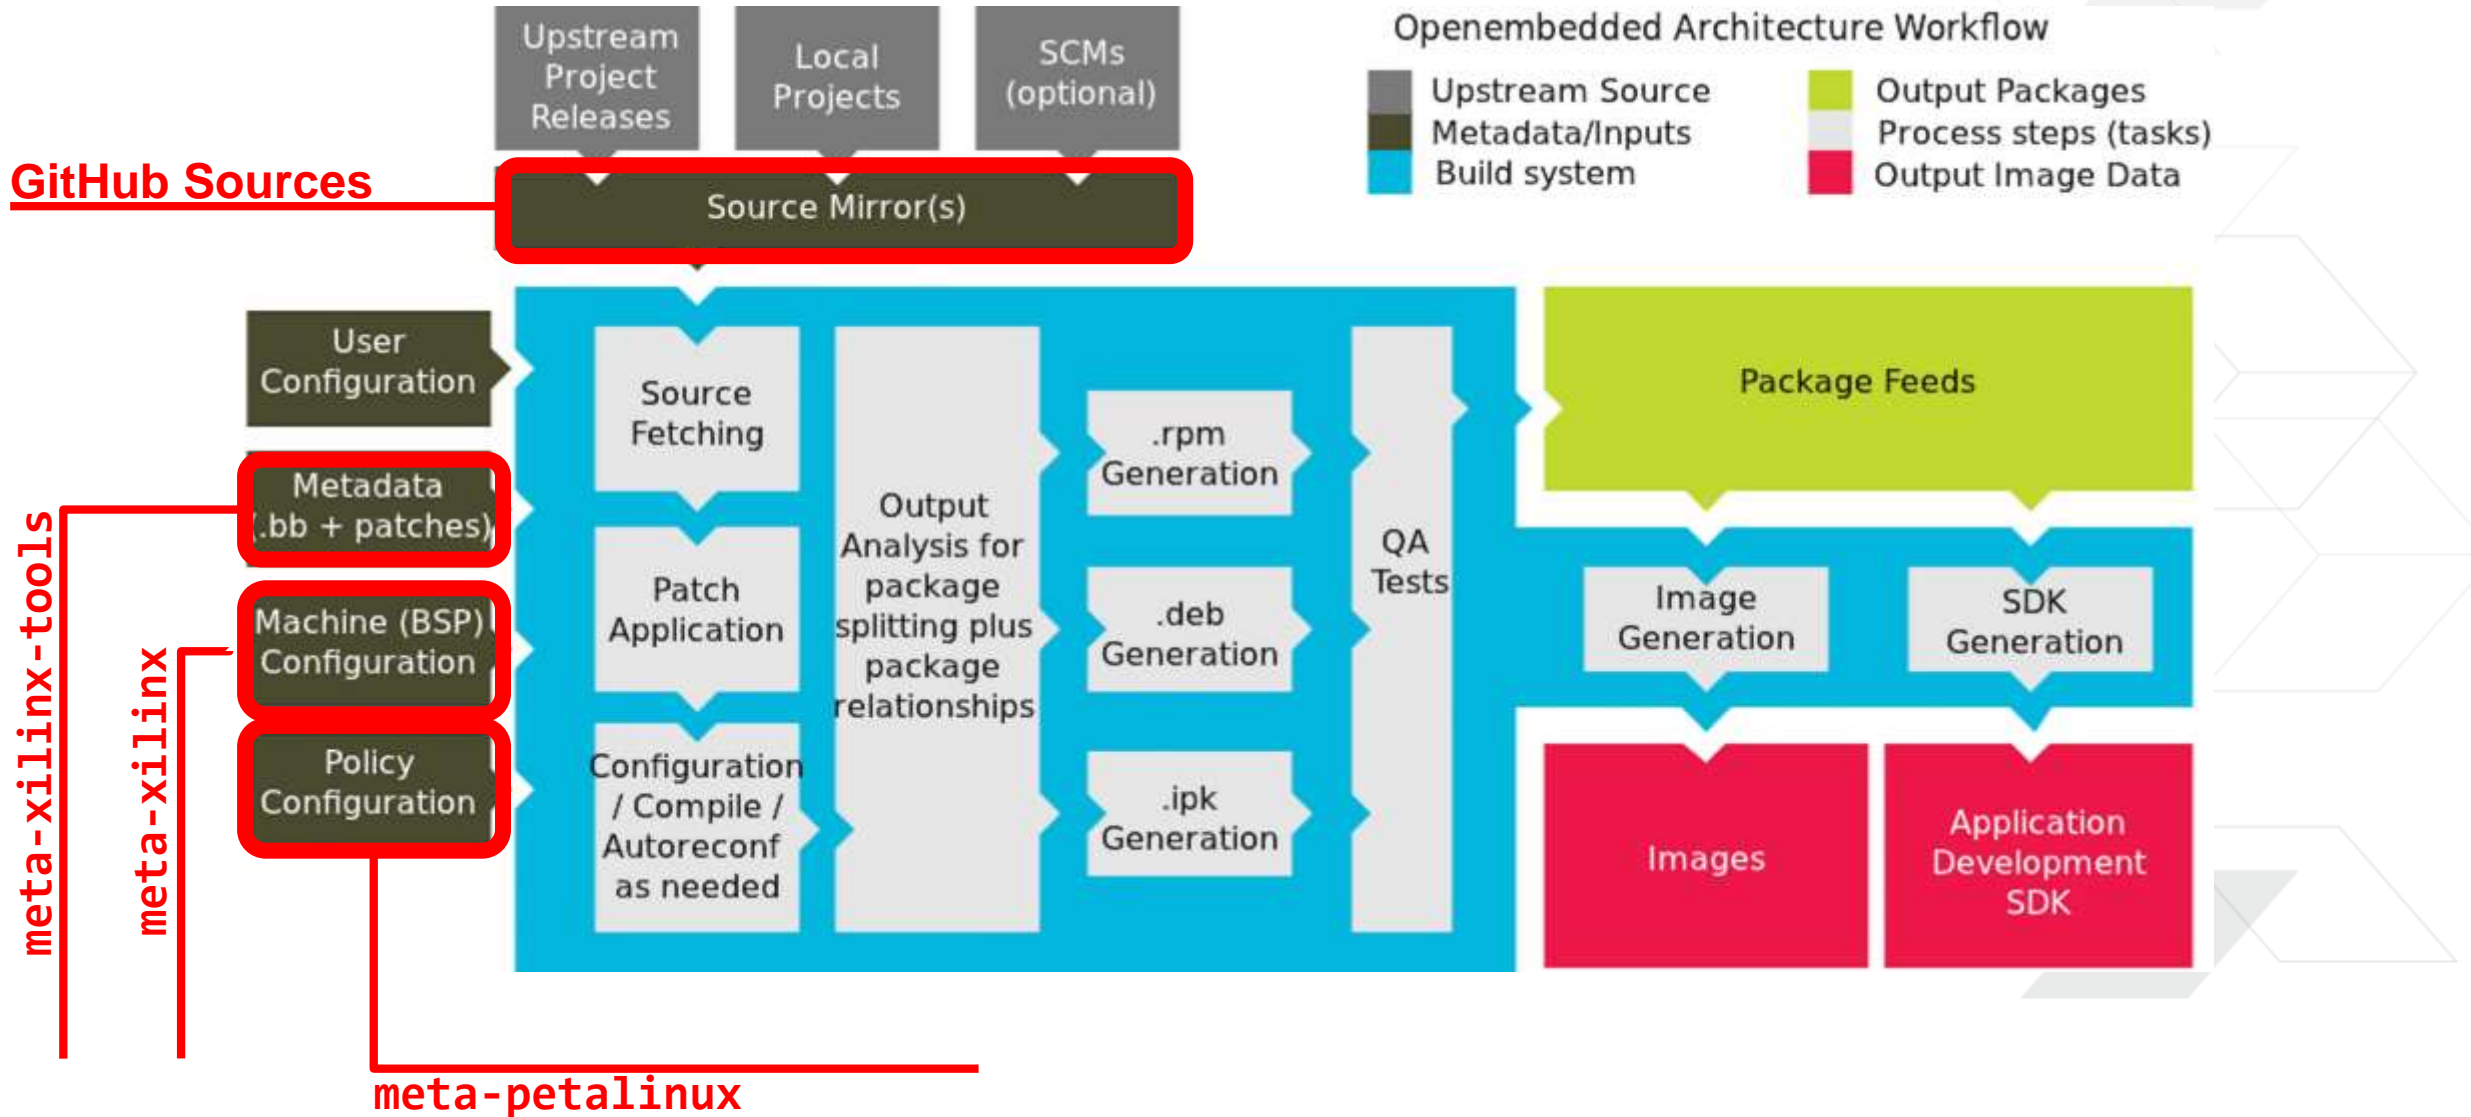 Upstream
Project
Releases
Local
Projects
SCMs
(optional)
Openembedded Architecture Workflow
Upstream Source
Metadata/Inputs
Build system
Output Packages
Process steps (tasks)
Output Image Data
GitHub Sources
Source Mirror(s)
User
Configuration
Metadata
(.bb + patches)
Machine (BSP)
Configuration
Policy
Configuration
meta-xilinx-tools
meta-xilinx
meta-petalinux
Source
Fetching
Patch
Application
Configuration
/ Compile /
Autoreconf
as needed
Output
Analysis for
package
splitting plus
package
relationships
.rpm
Generation
.deb
Generation
.ipk
Generation
QA
Tests
Package Feeds
Image
Generation
SDK
Generation
Images
Application
Development
SDK